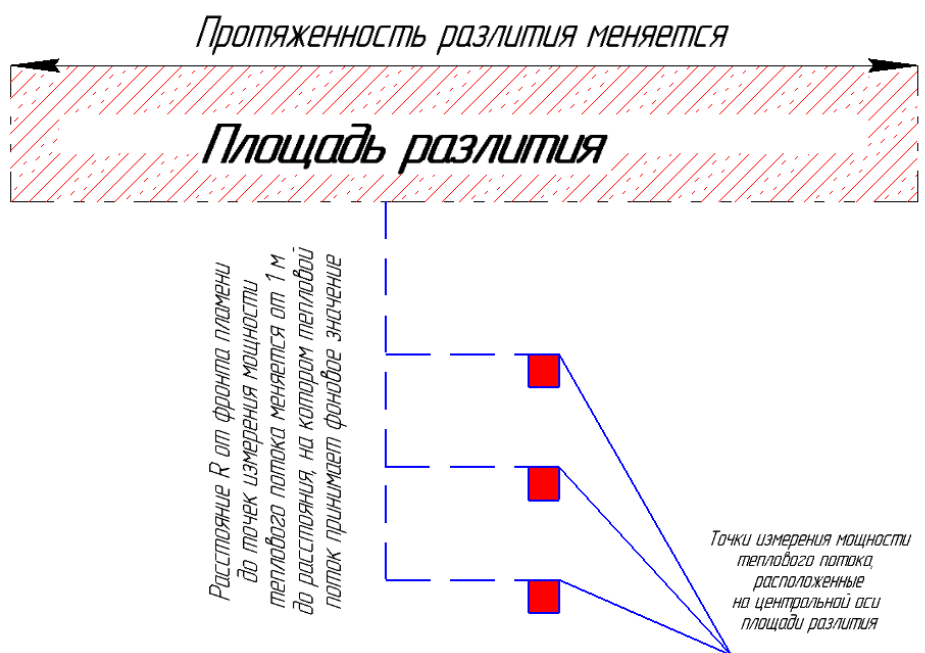 Протяженность разлития меняется
Площадь разлития
Расстояние R от фронта пламени
до точек измерения мощности
теплового потока меняется от 1 м
до расстояния, на котором тепловой
поток принимает фоновое значение
Точки измерения мощности
теплового потока,
расположенные
на центральной оси
площади разлития